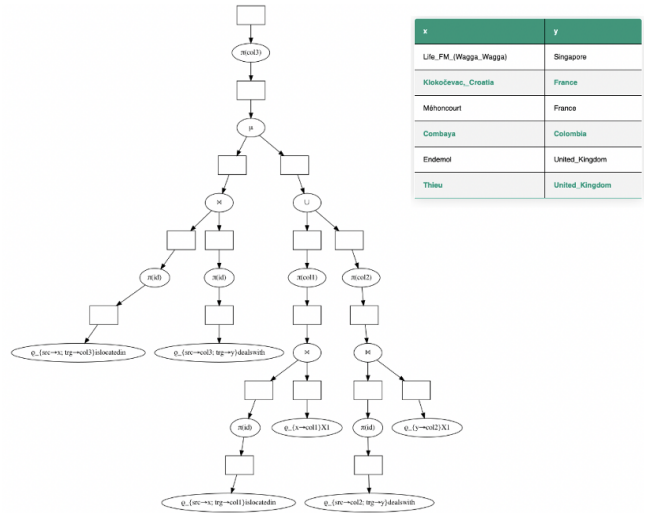 π(col3)
μ
⋈
∪
π(id)
π(id)
π(col1)
π(col2)
ϱ_{src→x; trg→col3}islocatedin
ϱ_{src→col3; trg→y}dealswith
⋈
⋈
π(id)
ϱ_{x→col1}X1
π(id)
ϱ_{y→col2}X1
ϱ_{src→x; trg→col1}islocatedin
ϱ_{src→col2; trg→y}dealswith
x y
Life_FM_(Wagga_Wagga) Singapore
Klokočevac,_Croatia France
Méhoncourt France
Combaya Colombia
Endemol United_Kingdom
Thieu United_Kingdom